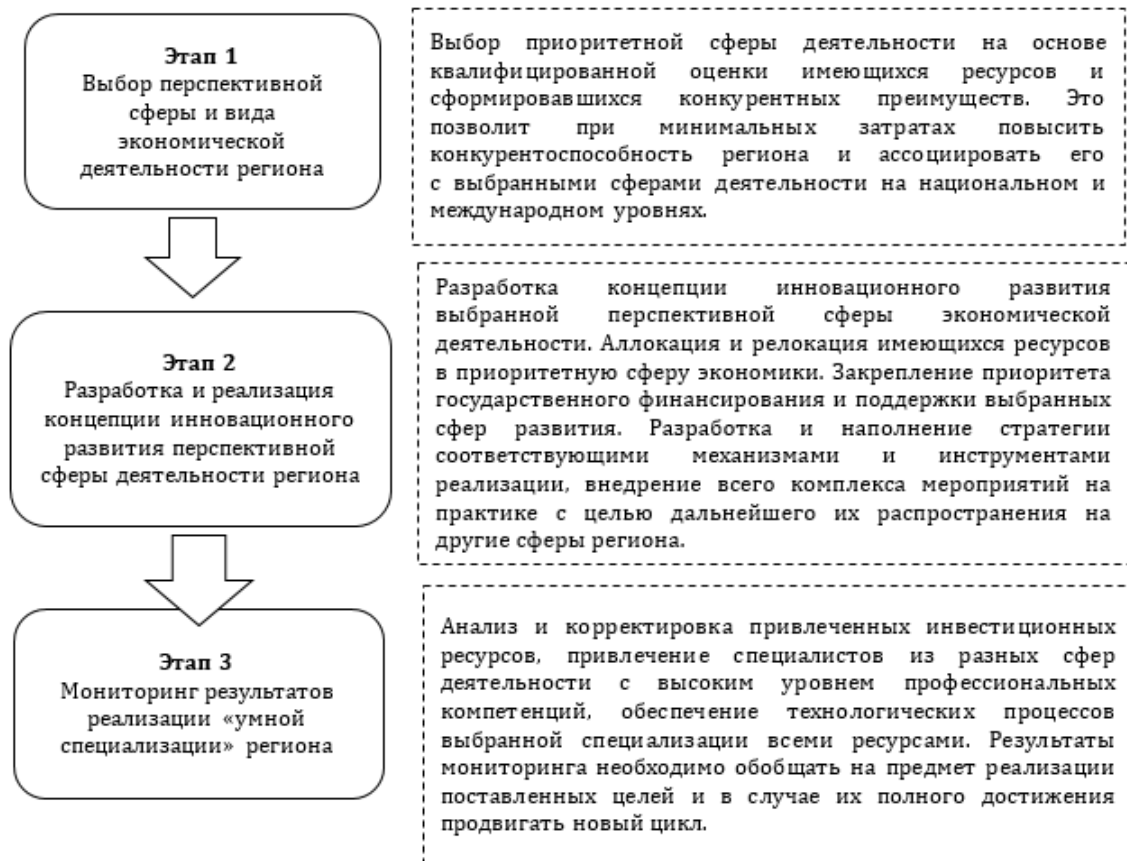 Этап 1
Выбор перспективной
сферы и вида
экономической
деятельности региона
Выбор приоритетной сферы деятельности на основе
квалифицированной оценки имеющихся ресурсов и
сформировавшихся конкурентных преимуществ. Это
позволит при минимальных затратах повысить
конкурентоспособность региона и ассоциировать его
с выбранными сферами деятельности на национальном и
международном уровнях.
Этап 2
Разработка и реализация
концепции инновационного
развития перспективной
сферы деятельности региона
Разработка концепции инновационного развития
выбранной перспективной сферы экономической
деятельности. Аллокация и релокация имеющихся ресурсов
в приоритетную сферу экономики. Закрепление приоритета
государственного финансирования и поддержки выбранных
сфер развития. Разработка и наполнение стратегии
соответствующими механизмами и инструментами
реализации, внедрение всего комплекса мероприятий на
практике с целью дальнейшего их распространения на
другие сферы региона.
Этап 3
Мониторинг результатов
реализации «умной
специализации» региона
Анализ и корректировка привлеченных инвестиционных
ресурсов, привлечение специалистов из разных сфер
деятельности с высоким уровнем профессиональных
компетенций, обеспечение технологических процессов
выбранной специализации всеми ресурсами. Результаты
мониторинга необходимо обобщать на предмет реализации
поставленных целей и в случае их полного достижения
продвигать новый цикл.